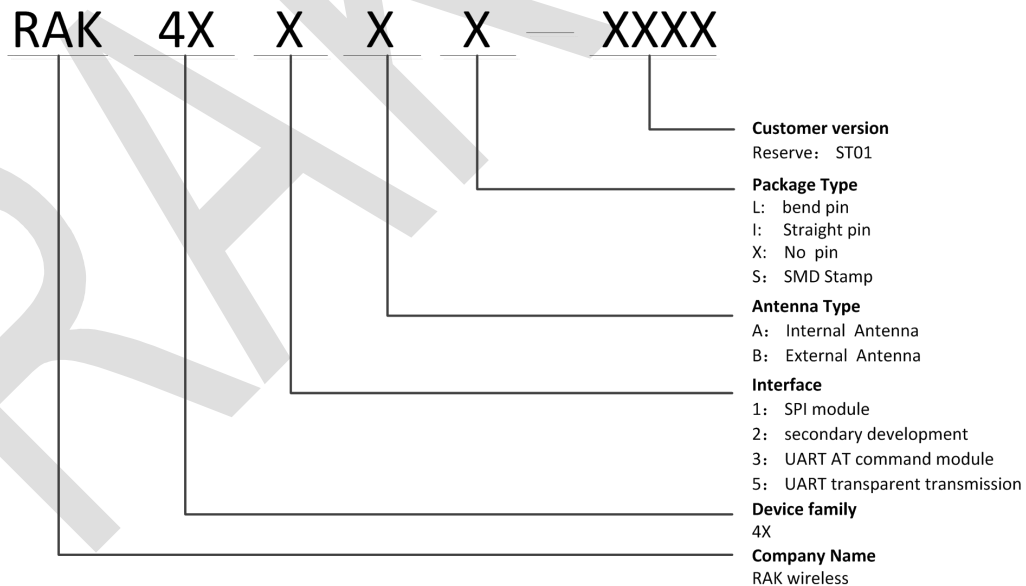 RAK 4X X X X — XXXX
Customer version
Reserve： ST01
Package Type
L: bend pin
I: Straight pin
X: No pin
S: SMD Stamp
Antenna Type
A： Internal Antenna
B： External Antenna
Interface
1： SPI module
2： secondary development
3： UART AT command module
5： UART transparent transmission
Device family
4X
Company Name
RAK wireless